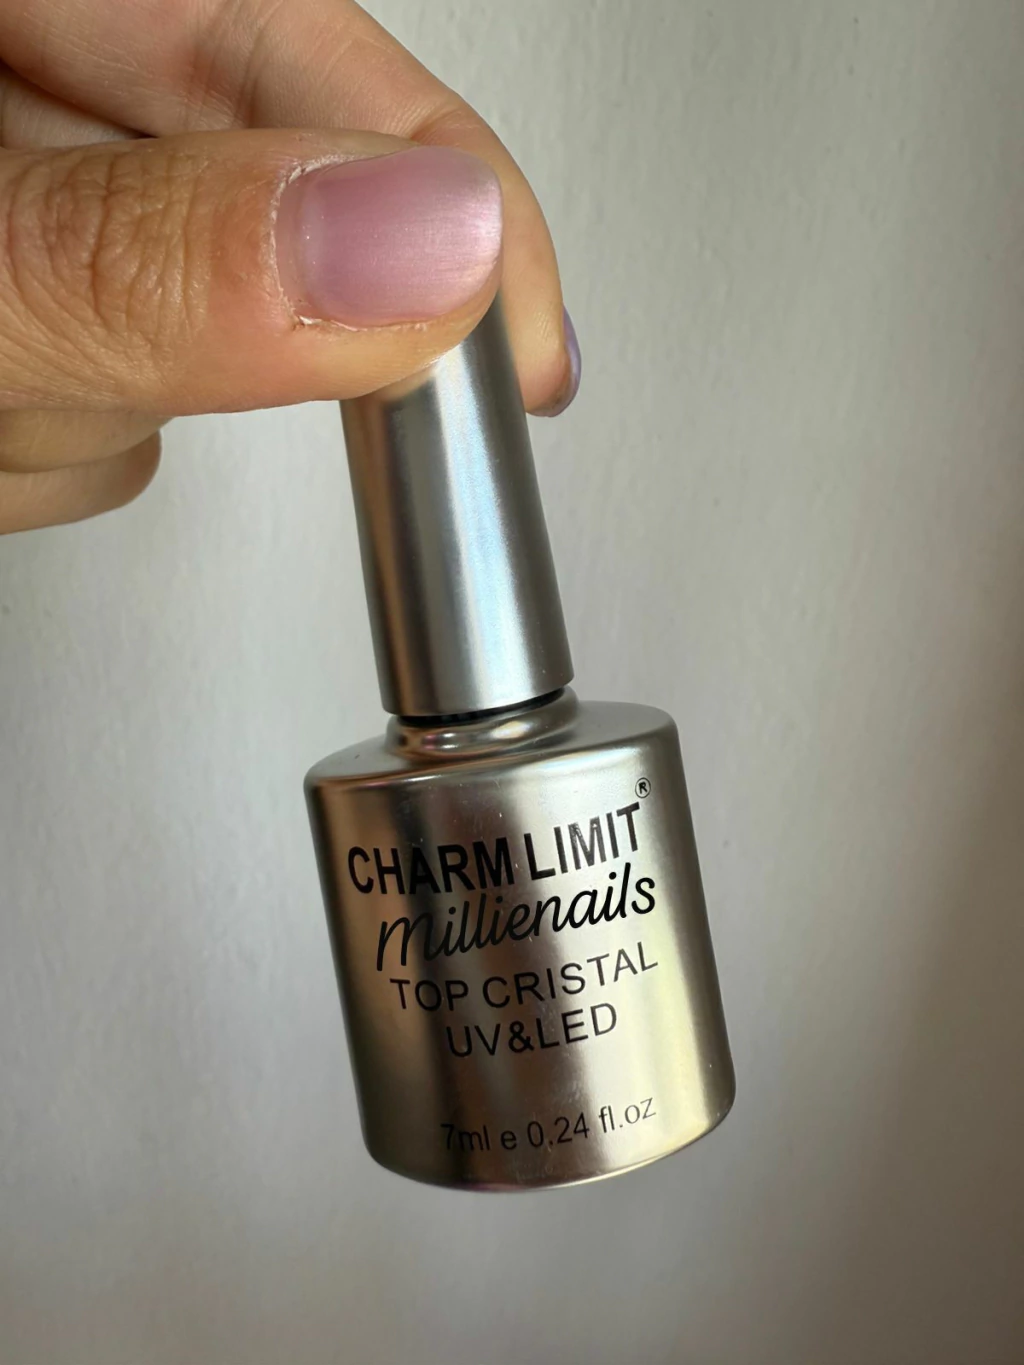 CHARM LIMIT®
Millienails
TOP CRISTAL
UV&LED
7ml e 0.24 fl.oz